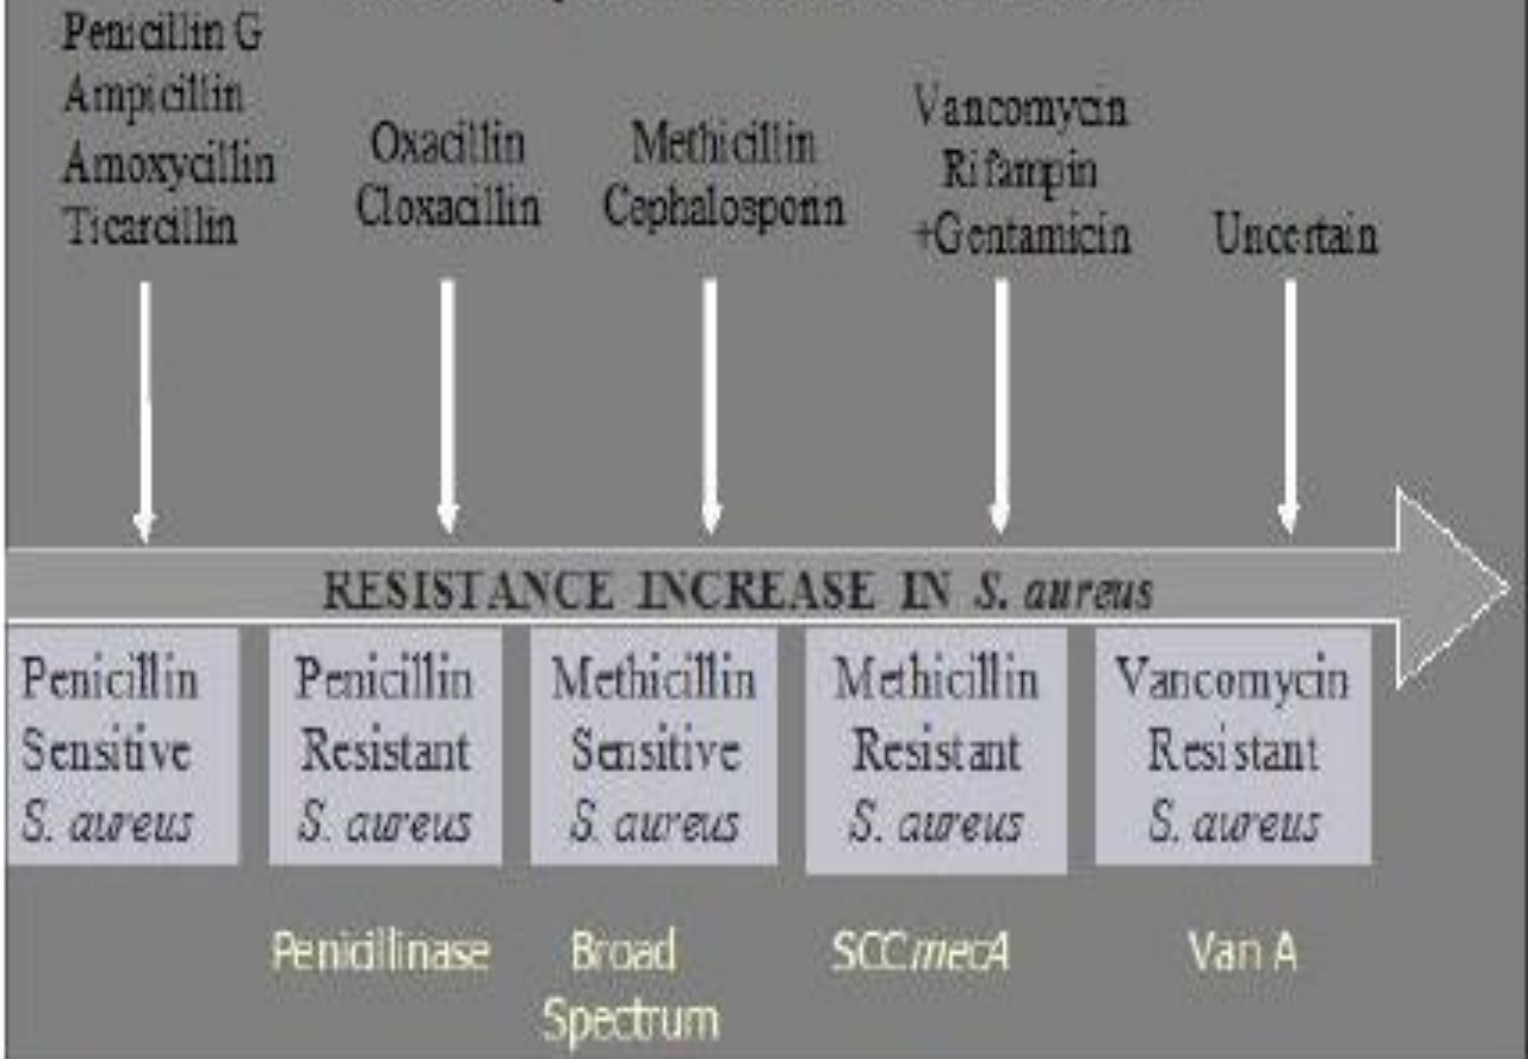 Penicillin G
Ampicillin
Amoxycillin
Ticarcillin
Oxacillin
Cloxacillin
Methicillin
Cephalosporin
Vancomycin
Rifampin
+Gentamicin
Uncertain
RESISTANCE INCREASE IN S. aureus
Penicillin
Sensitive
S. aureus
Penicillin
Resistant
S. aureus
Methicillin
Sensitive
S. aureus
Methicillin
Resistant
S. aureus
Vancomycin
Resistant
S. aureus
Penicillinase
Broad
Spectrum
SCCmecA
Van A